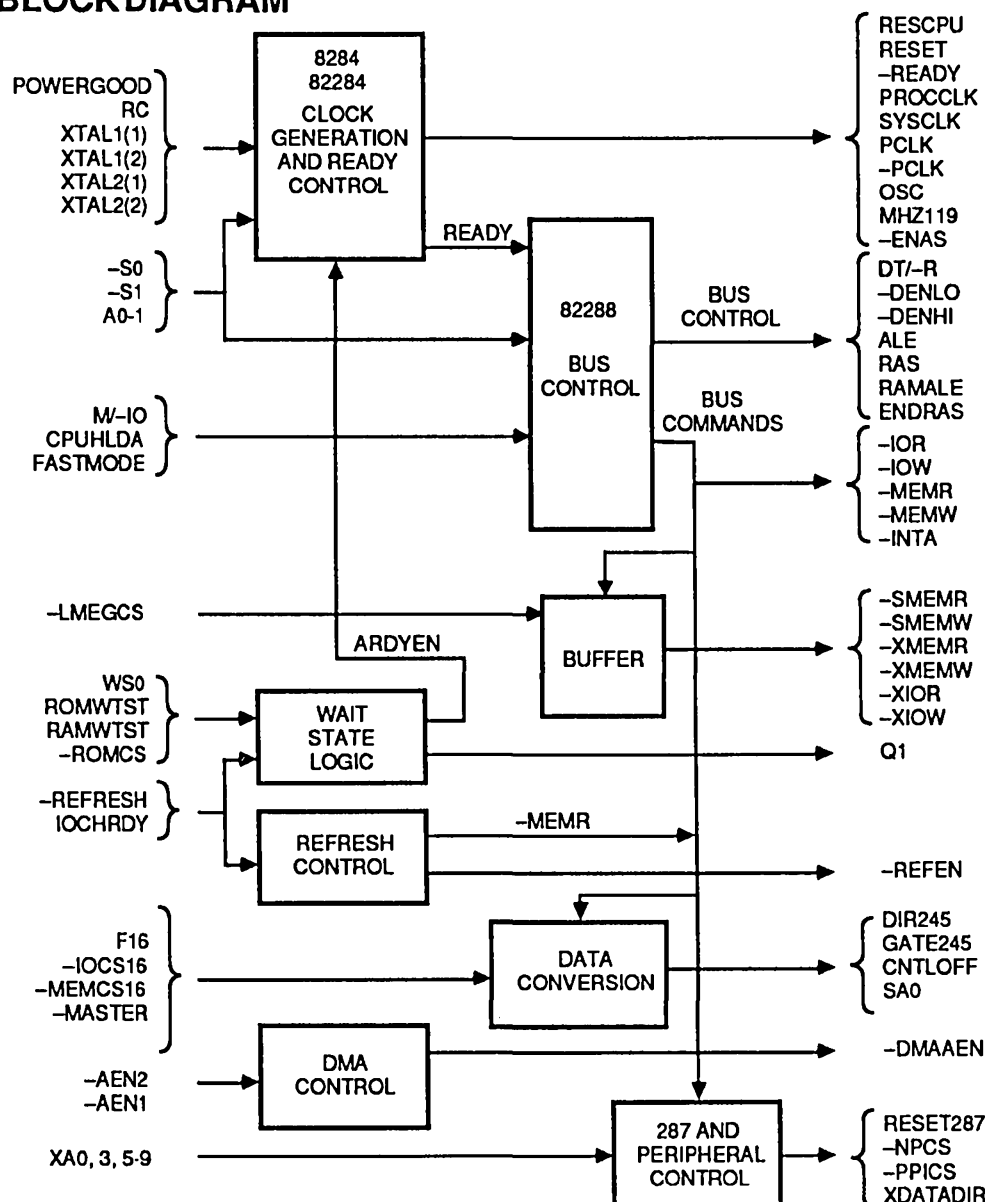 BLOCK DIAGRAM
POWERGOOD
RC
XTAL1(1)
XTAL1(2)
XTAL2(1)
XTAL2(2)
8284
82284
CLOCK
GENERATION
AND READY
CONTROL
RESCPU
RESET
–READY
PROCCLK
SYSCLK
PCLK
–PCLK
OSC
MHZ119
–ENAS
–S0
–S1
A0-1
READY
82288
BUS
CONTROL
BUS
CONTROL
DT/–R
–DENLO
–DENHI
ALE
RAS
RAMALE
ENDRAS
M/–IO
CPUHLDA
FASTMODE
BUS
COMMANDS
–IOR
–IOW
–MEMR
–MEMW
–INTA
–LMEGCS
BUFFER
–SMEMR
–SMEMW
–XMEMR
–XMEMW
–XIOR
–XIOW
ARDYEN
WS0
ROMWTST
RAMWTST
–ROMCS
WAIT
STATE
LOGIC
Q1
–REFRESH
IOCHRDY
REFRESH
CONTROL
–MEMR
–REFEN
F16
–IOCS16
–MEMCS16
–MASTER
DATA
CONVERSION
DIR245
GATE245
CNTLOFF
SA0
–AEN2
–AEN1
DMA
CONTROL
–DMAAEN
XA0, 3, 5-9
287 AND
PERIPHERAL
CONTROL
RESET287
–NPCS
–PPICS
XDATADIR